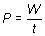 P = W/t